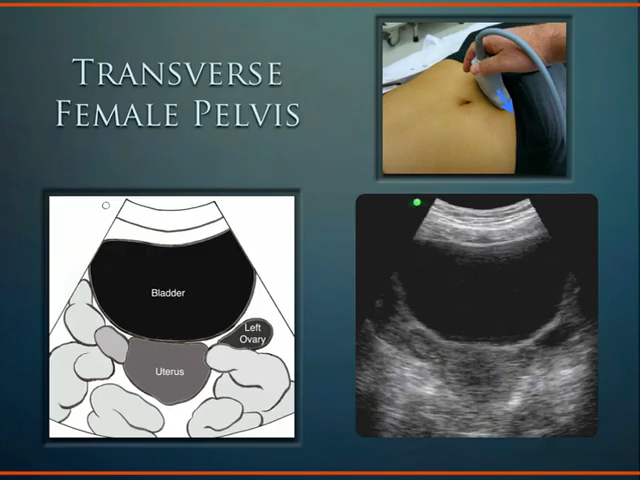 Transverse
Female Pelvis
Bladder
Left
Ovary
Uterus